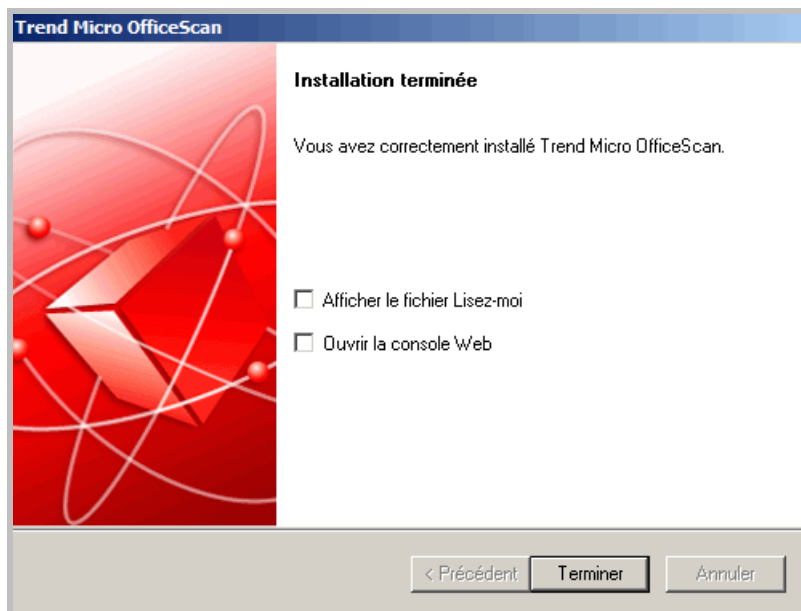 Trend Micro OfficeScan
Installation terminée
Vous avez correctement installé Trend Micro OfficeScan.
Afficher le fichier Lisez-moi
Ouvrir la console Web
< Précédent
Terminer
Annuler